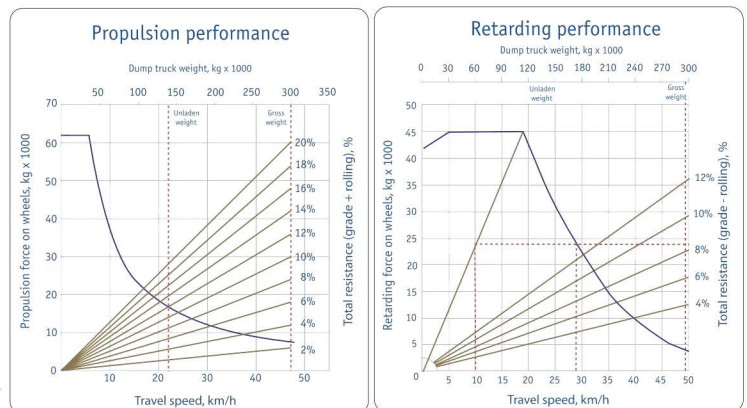 Propulsion performance
Dump truck weight, kg x 1000
50 100 150 200 250 300 350
Unladen weight
Gross weight
Propulsion force on wheels, kg x 1000
70
60
50
40
30
20
10
0
10 20 30 40 50
Travel speed, km/h
20%
18%
16%
14%
12%
10%
8%
6%
4%
2%
Total resistance (grade + rolling), %
Retarding performance
Dump truck weight, kg x 1000
0 30 60 90 120 150 180 210 240 270 300
Unladen weight
Gross weight
Retarding force on wheels, kg x 1000
50
45
40
35
30
25
20
15
10
5
0
5 10 15 20 25 30 35 40 45 50
Travel speed, km/h
12%
10%
8%
6%
4%
Total resistance (grade - rolling), %